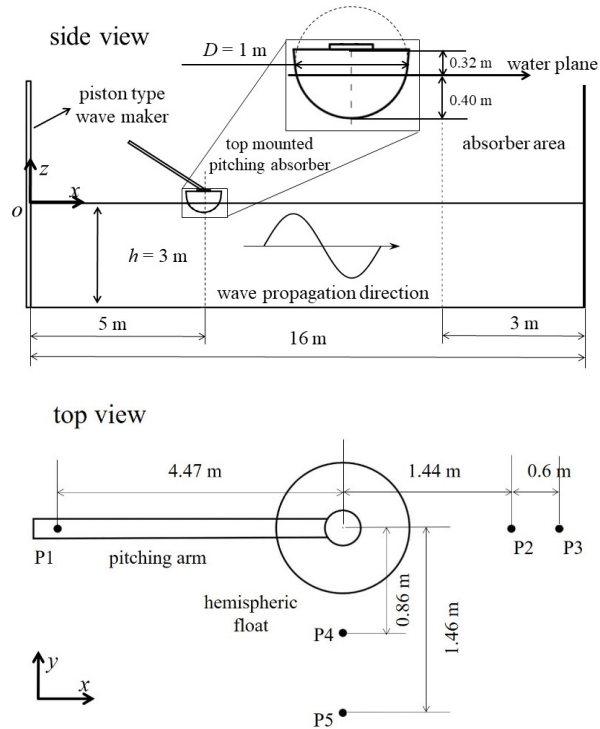 side view
D = 1 m
0.32 m
water plane
piston type
wave maker
0.40 m
top mounted
pitching absorber
absorber area
z
x
o
h = 3 m
wave propagation direction
5 m
3 m
16 m
top view
4.47 m
1.44 m
0.6 m
P1
pitching arm
P2
P3
hemispheric
float
0.86 m
1.46 m
P4
y
x
P5